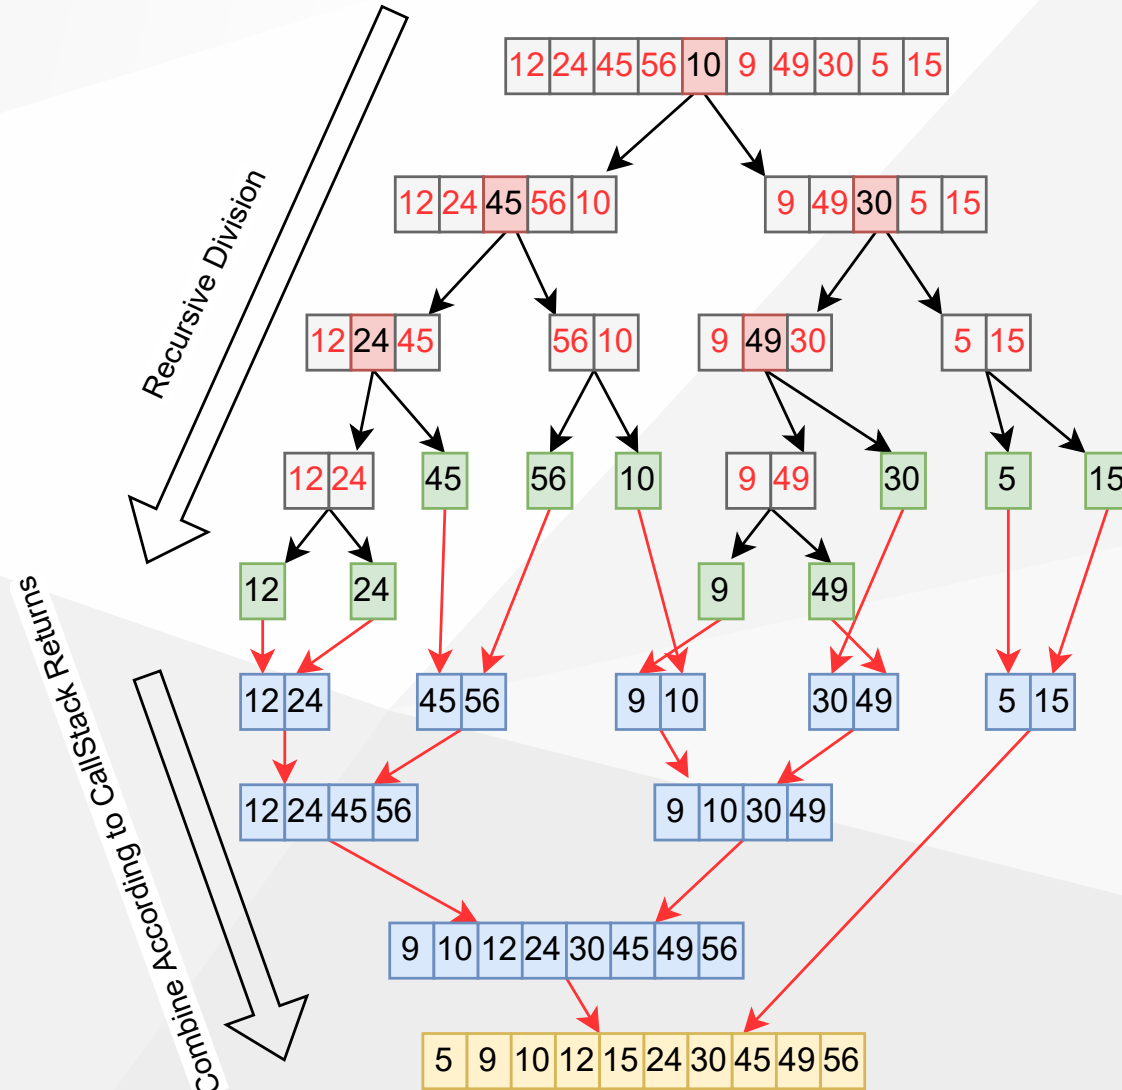 12 24 45 56 10 9 49 30 5 15
12 24 45 56 10
9 49 30 5 15
Recursive Division
12 24 45
56 10
9 49 30
5 15
12 24
45
56
10
9 49
30
5
15
12
24
9
49
Combine According to CallStack Returns
12 24
45 56
9 10
30 49
5 15
12 24 45 56
9 10 30 49
9 10 12 24 30 45 49 56
5 9 10 12 15 24 30 45 49 56